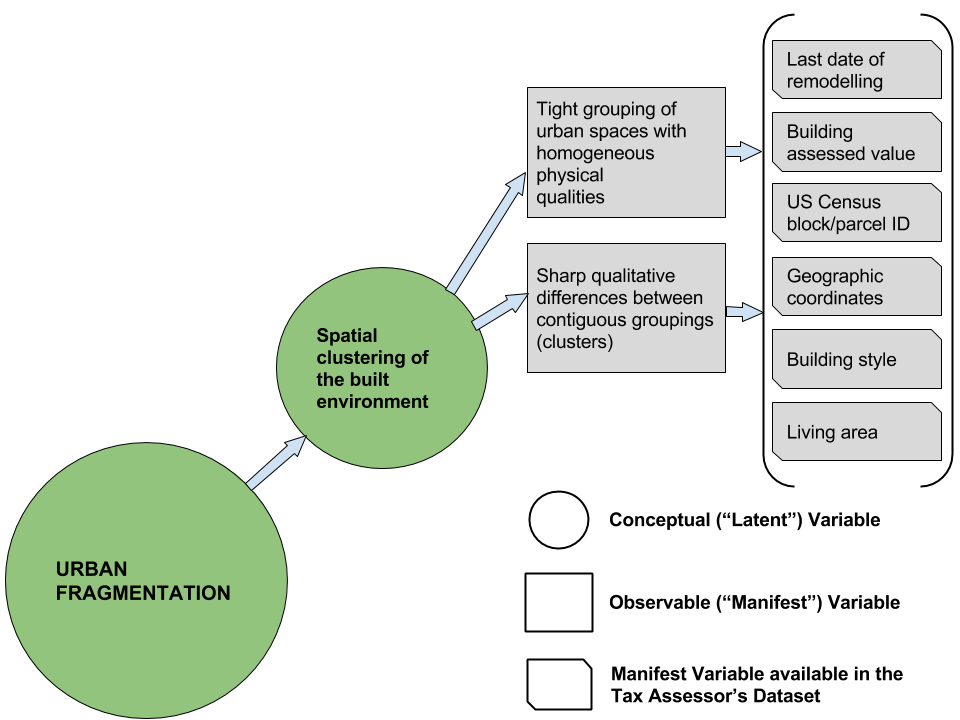 Last date of
remodelling
Tight grouping of
urban spaces with
homogeneous
physical
qualities
Building
assessed value
US Census
block/parcel ID
Sharp qualitative
differences between
contiguous groupings
(clusters)
Geographic
coordinates
Building style
Living area
Spatial
clustering of
the built
environment
URBAN
FRAGMENTATION
Conceptual (“Latent”) Variable
Observable (“Manifest”) Variable
Manifest Variable available in the
Tax Assessor’s Dataset